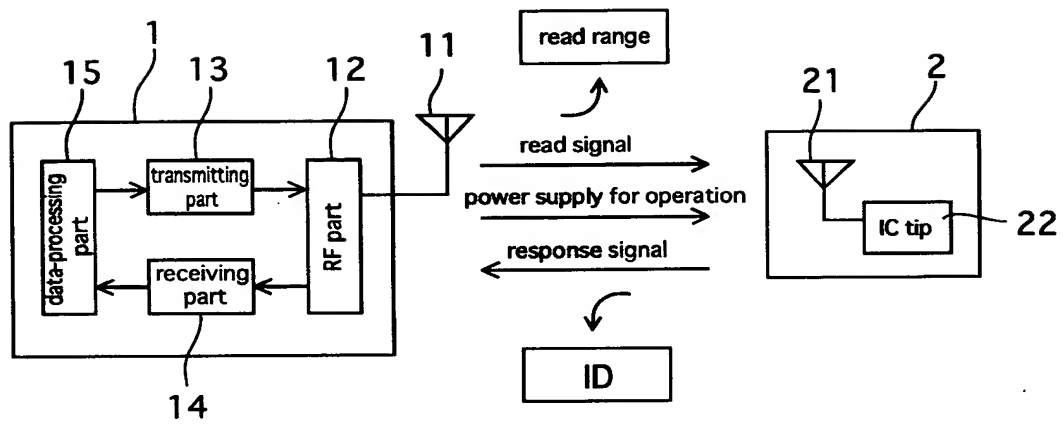 read range
1
15
13
12
11
21
2
read signal
transmitting
part
power supply for operation
data-processing
part
RF part
IC tip
22
response signal
receiving
part
ID
14